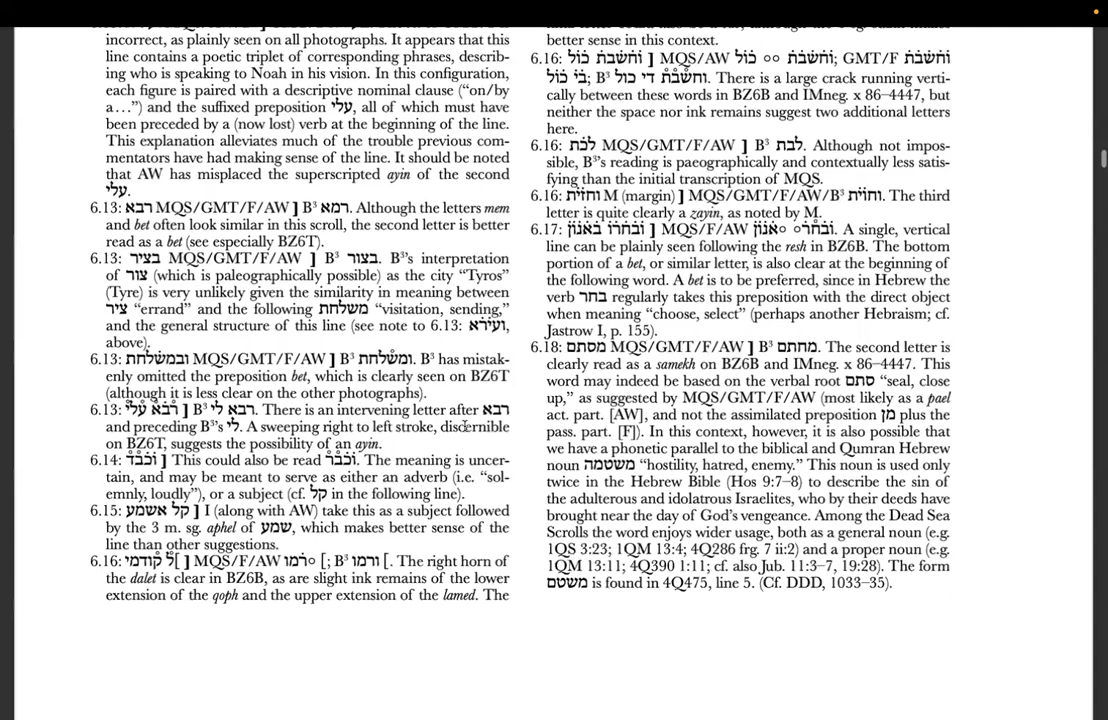 incorrect, as plainly seen on all photographs. It appears that this
line contains a poetic triplet of corresponding phrases, describ-
ing who is speaking to Noah in his vision. In this configuration,
each figure is paired with a descriptive nominal clause (“on/by
a…”) and the suffixed preposition עלי, all of which must have
been preceded by a (now lost) verb at the beginning of the line.
This explanation alleviates much of the trouble previous com-
mentators have had making sense of the line. It should be noted
that AW has misplaced the superscripted ayin of the second
עלי.
6.13: רבא MQS/GMT/F/AW ] B³ רמא. Although the letters mem
and bet often look similar in this scroll, the second letter is better
read as a bet (see especially BZ6T).
6.13: בציר MQS/GMT/F/AW ] B³ בצור. B³’s interpretation
of צור (which is paleographically possible) as the city “Tyros”
(Tyre) is very unlikely given the similarity in meaning between
ציר “errand” and the following משלחת “visitation, sending,”
and the general structure of this line (see note to 6.13: ועירא,
above).
6.13: ובמשלחת MQS/GMT/F/AW ] B³ ומשלחת. B³ has mistak-
enly omitted the preposition bet, which is clearly seen on BZ6T
(although it is less clear on the other photographs).
6.13: רבא עלי ] B³ רבא לי. There is an intervening letter after רבא
and preceding B³’s לי. A sweeping right to left stroke, discernible
on BZ6T, suggests the possibility of an ayin.
6.14: וכבד ] This could also be read וכבר. The meaning is uncer-
tain, and may be meant to serve as either an adverb (i.e. “sol-
emnly, loudly”), or a subject (cf. קל in the following line).
6.15: קל אשמע ] I (along with AW) take this as a subject followed
by the 3 m. sg. aphel of שמע, which makes better sense of the
line than other suggestions.
6.16: ל קודמי[ ] MQS/F/AW ○רמו [; B³ ורמו [. The right horn of
the dalet is clear in BZ6B, as are slight ink remains of the lower
extension of the qoph and the upper extension of the lamed. The
better sense in this context.
6.16: וחשבת כול ] MQS/AW וחשבת ○○ כול; GMT/F וחשבת
בי כול; B³ וחשבת די כול. There is a large crack running verti-
cally between these words in BZ6B and IMneg. x 86–4447, but
neither the space nor ink remains suggest two additional letters
here.
6.16: לכת MQS/GMT/F/AW ] B³ לבת. Although not impos-
sible, B³’s reading is paeographically and contextually less satis-
fying than the initial transcription of MQS.
6.16: וחזית M (margin) ] MQS/GMT/F/AW/B³ וחוית. The third
letter is quite clearly a zayin, as noted by M.
6.17: ובחרו באנון ] MQS/F/AW ובחר○ ○אנון. A single, vertical
line can be plainly seen following the resh in BZ6B. The bottom
portion of a bet, or similar letter, is also clear at the beginning of
the following word. A bet is to be preferred, since in Hebrew the
verb בחר regularly takes this preposition with the direct object
when meaning “choose, select” (perhaps another Hebraism; cf.
Jastrow I, p. 155).
6.18: מסתם MQS/GMT/F/AW ] B³ מחתם. The second letter is
clearly read as a samekh on BZ6B and IMneg. x 86–4447. This
word may indeed be based on the verbal root סתם “seal, close
up,” as suggested by MQS/GMT/F/AW (most likely as a pael
act. part. [AW], and not the assimilated preposition מן plus the
pass. part. [F]). In this context, however, it is also possible that
we have a phonetic parallel to the biblical and Qumran Hebrew
noun משטמה “hostility, hatred, enemy.” This noun is used only
twice in the Hebrew Bible (Hos 9:7–8) to describe the sin of
the adulterous and idolatrous Israelites, who by their deeds have
brought near the day of God’s vengeance. Among the Dead Sea
Scrolls the word enjoys wider usage, both as a general noun (e.g.
1QS 3:23; 1QM 13:4; 4Q286 frg. 7 ii:2) and a proper noun (e.g.
1QM 13:11; 4Q390 1:11; cf. also Jub. 11:3–7, 19:28). The form
משטם is found in 4Q475, line 5. (Cf. DDD, 1033–35).